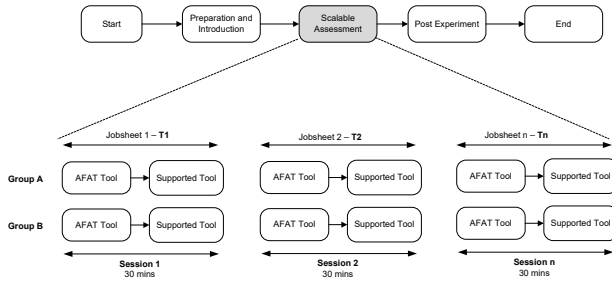 Start
Preparation and
Introduction
Scalable
Assessment
Post Experiment
End
Jobsheet 1 – T1
Jobsheet 2 – T2
Jobsheet n – Tn
Group A
AFAT Tool
Supported Tool
AFAT Tool
Supported Tool
AFAT Tool
Supported Tool
Group B
AFAT Tool
Supported Tool
AFAT Tool
Supported Tool
AFAT Tool
Supported Tool
Session 1
30 mins
Session 2
30 mins
Session n
30 mins